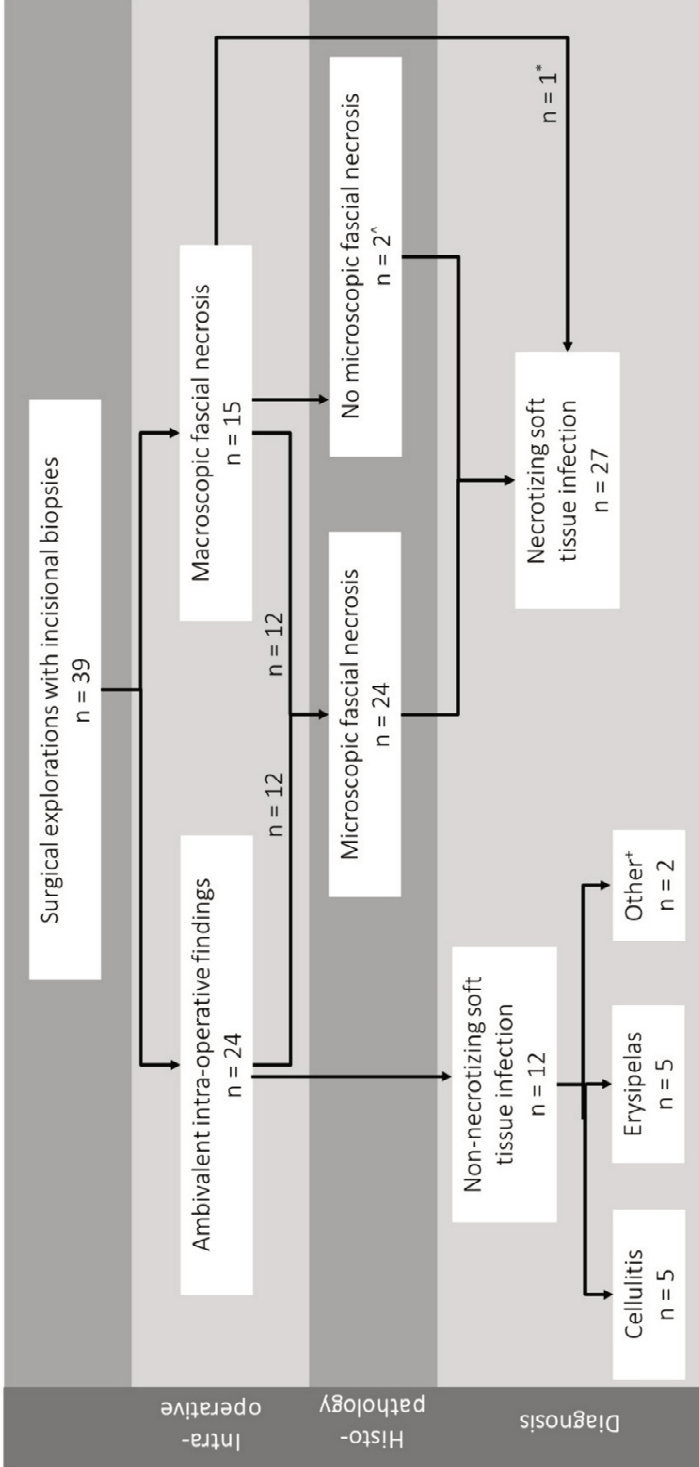 Surgical explorations with incisional biopsies
n = 39
Intra-
operative
Ambivalent intra-operative findings
n = 24
Macroscopic fascial necrosis
n = 15
n = 12
n = 12
Histo-
pathology
Microscopic fascial necrosis
n = 24
No microscopic fascial necrosis
n = 2^
n = 1*
Diagnosis
Non-necrotizing soft
tissue infection
n = 12
Necrotizing soft
tissue infection
n = 27
Cellulitis
n = 5
Erysipelas
n = 5
Other⁺
n = 2